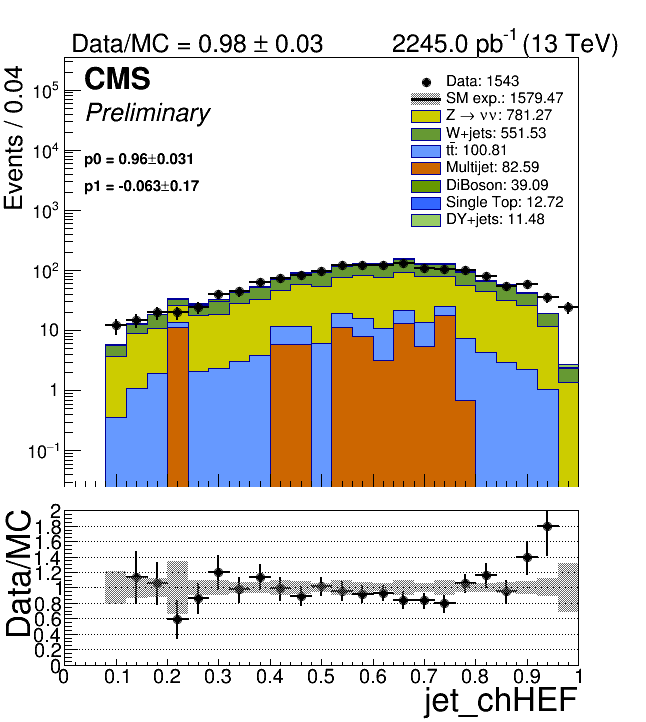 Data/MC = 0.98 ± 0.03 2245.0 pb⁻¹ (13 TeV)
CMS
Preliminary
p0 = 0.96±0.031
p1 = -0.063±0.17
Data: 1543
SM exp.: 1579.47
Z → νν: 781.27
W+jets: 551.53
tt̄: 100.81
Multijet: 82.59
DiBoson: 39.09
Single Top: 12.72
DY+jets: 11.48
Events / 0.04
10⁵
10⁴
10³
10²
10
1
10⁻¹
Data/MC
2
1.8
1.6
1.4
1.2
1
0.8
0.6
0.4
0.2
0
0 0.1 0.2 0.3 0.4 0.5 0.6 0.7 0.8 0.9 1
jet_chHEF